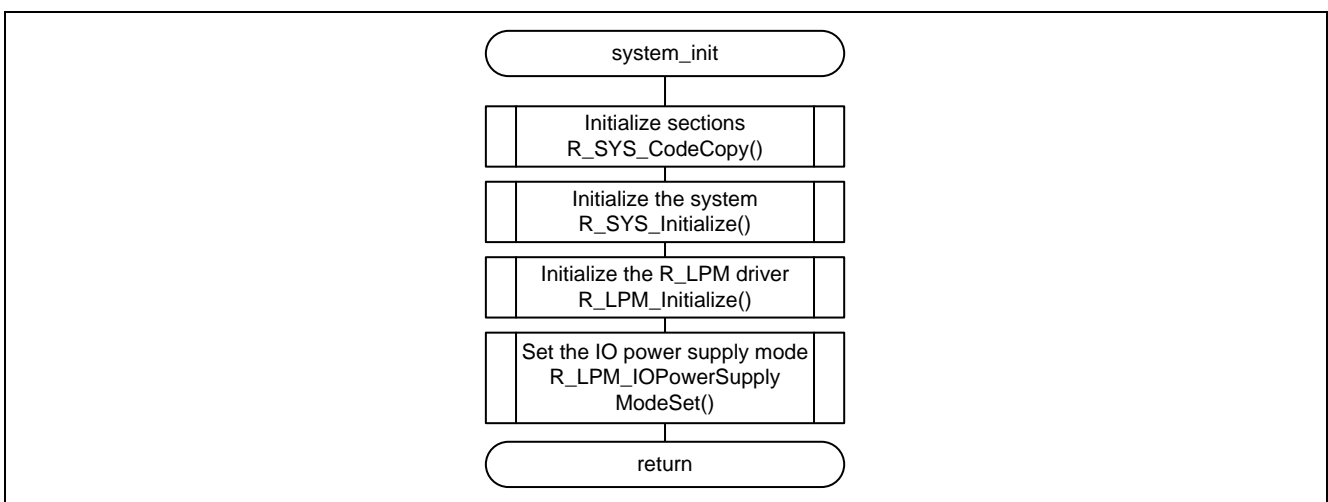 system_init
Initialize sections
R_SYS_CodeCopy()
Initialize the system
R_SYS_Initialize()
Initialize the R_LPM driver
R_LPM_Initialize()
Set the IO power supply mode
R_LPM_IOPowerSupply
ModeSet()
return